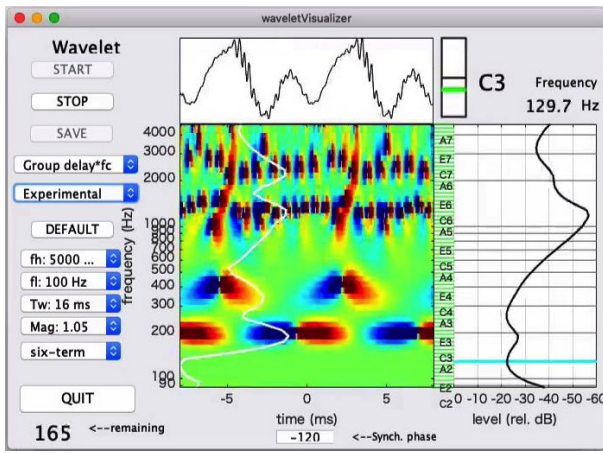 waveletVisualizer
Wavelet
START
STOP
SAVE
Group delay*fc
Experimental
DEFAULT
fh: 5000 ...
fl: 100 Hz
Tw: 16 ms
Mag: 1.05
six-term
QUIT
165 <--remaining
C3
Frequency
129.7 Hz
frequency (Hz)
4000
3000
2000
1000
900
800
700
600
500
400
300
200
100
90
-5 0 5
time (ms)
-120 <--Synch. phase
A7
E7
C7
A6
E6
C6
A5
E5
C5
A4
E4
C4
A3
E3
C3
A2
E2
C2
0 -10 -20 -30 -40 -50 -60
level (rel. dB)